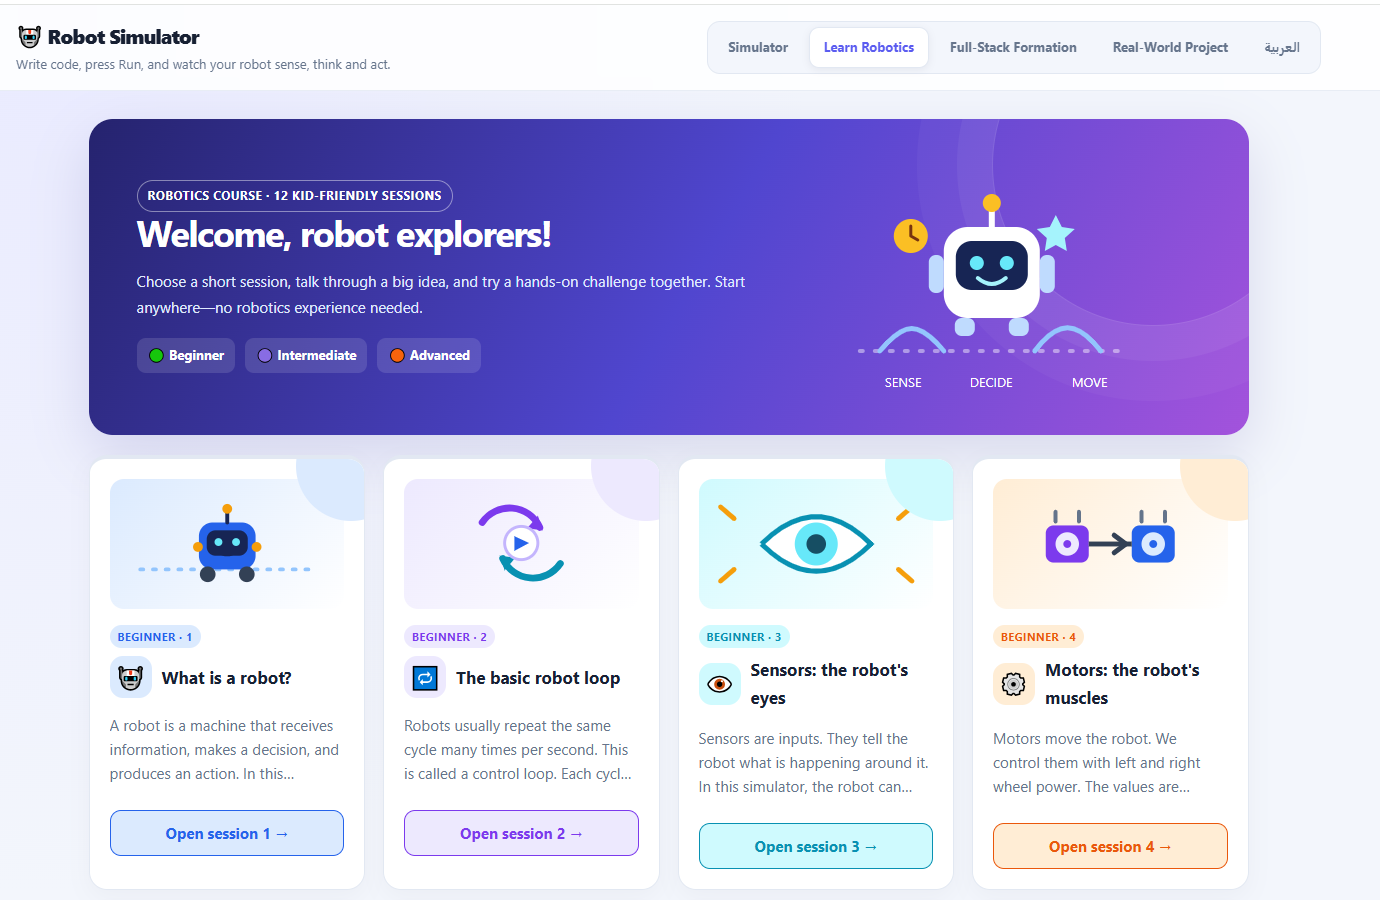 Robot Simulator
Write code, press Run, and watch your robot sense, think and act.
Simulator
Learn Robotics
Full-Stack Formation
Real-World Project
العربية
ROBOTICS COURSE · 12 KID-FRIENDLY SESSIONS
Welcome, robot explorers!
Choose a short session, talk through a big idea, and try a hands-on challenge together. Start
anywhere—no robotics experience needed.
Beginner
Intermediate
Advanced
SENSE
DECIDE
MOVE
BEGINNER · 1
What is a robot?
A robot is a machine that receives
information, makes a decision, and
produces an action. In this...
Open session 1 →
BEGINNER · 2
The basic robot loop
Robots usually repeat the same
cycle many times per second. This
is called a control loop. Each cycl...
Open session 2 →
BEGINNER · 3
Sensors: the robot's
eyes
Sensors are inputs. They tell the
robot what is happening around it.
In this simulator, the robot can...
Open session 3 →
BEGINNER · 4
Motors: the robot's
muscles
Motors move the robot. We
control them with left and right
wheel power. The values are...
Open session 4 →